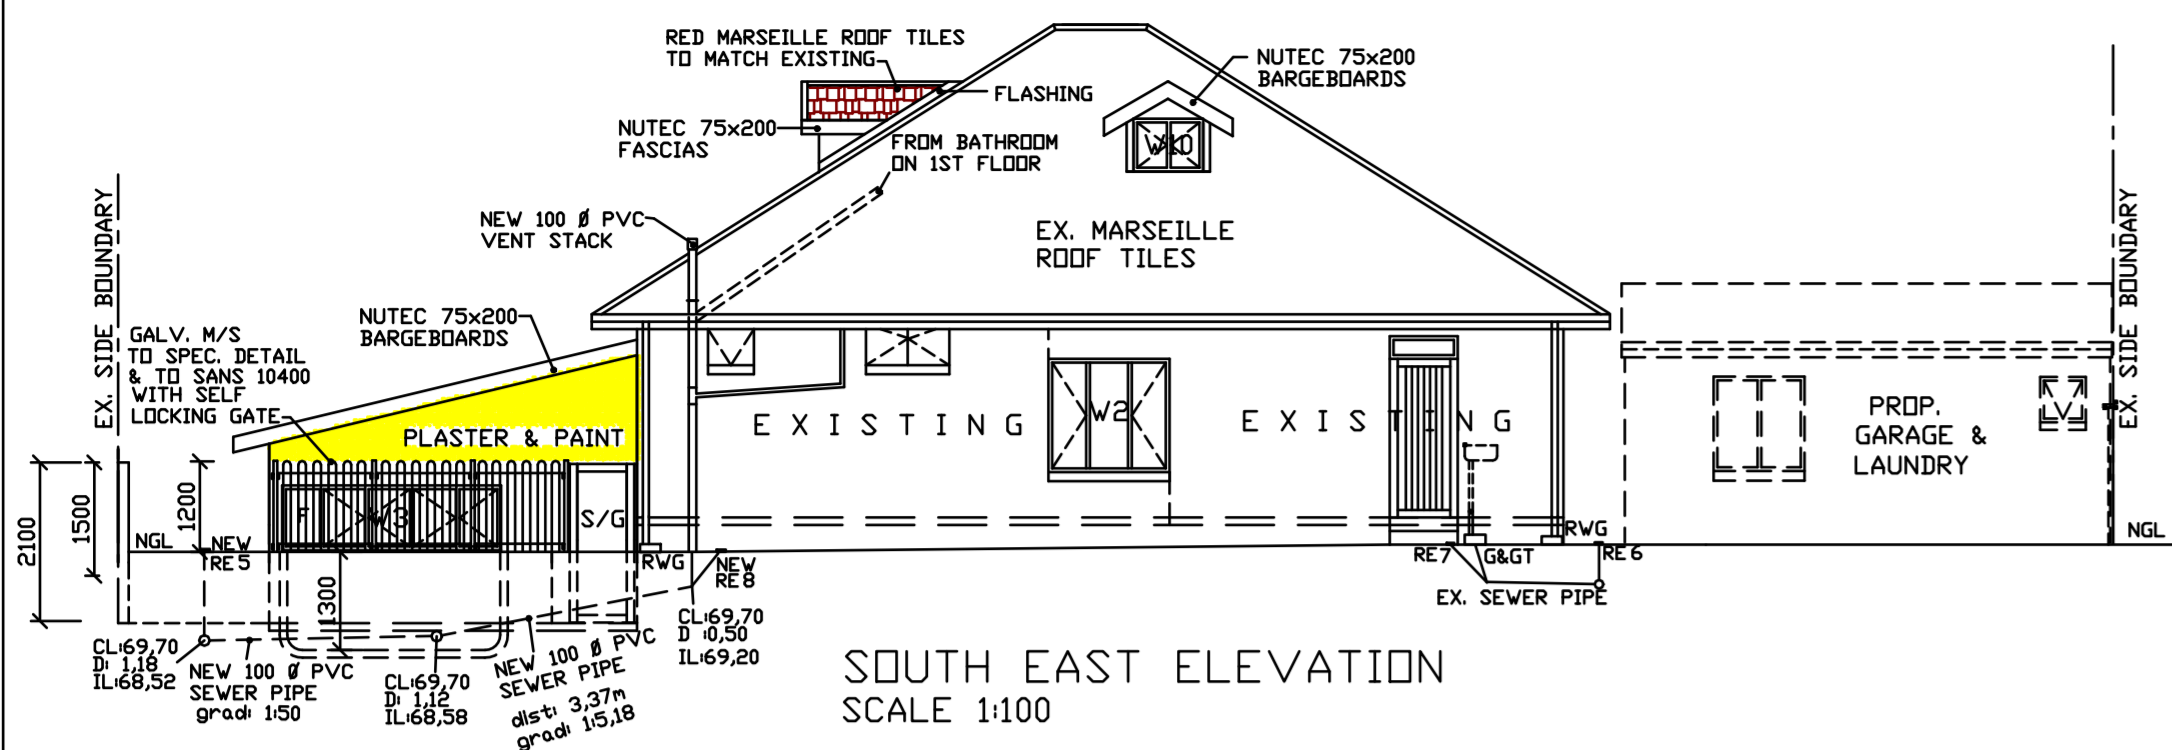 RED MARSEILLE ROOF TILES
TO MATCH EXISTING
NUTEC 75x200
BARGEBOARDS
FLASHING
NUTEC 75x200
FASCIAS
FROM BATHROOM
ON 1ST FLOOR
W10
NEW 100 Ø PVC
VENT STACK
EX. MARSEILLE
ROOF TILES
EX. SIDE BOUNDARY
EX. SIDE BOUNDARY
NUTEC 75x200
BARGEBOARDS
GALV. M/S
TO SPEC. DETAIL
& TO SANS 10400
WITH SELF
LOCKING GATE
PLASTER & PAINT
EXISTING
W2
EXISTING
PROP.
GARAGE &
LAUNDRY
2100
1500
1200
F
W3
S/G
NGL
NEW
RE5
1300
RWG
NEW
RE8
RE7
G&GT
RWG
RE6
NGL
EX. SEWER PIPE
CL:69,70
D: 1,18
IL:68,52
NEW 100 Ø PVC
SEWER PIPE
grad: 1:50
CL:69,70
D: 1,12
IL:68,58
NEW 100 Ø PVC
SEWER PIPE
dist: 3,37m
grad: 1:5,18
CL:69,70
D :0,50
IL:69,20
SOUTH EAST ELEVATION
SCALE 1:100